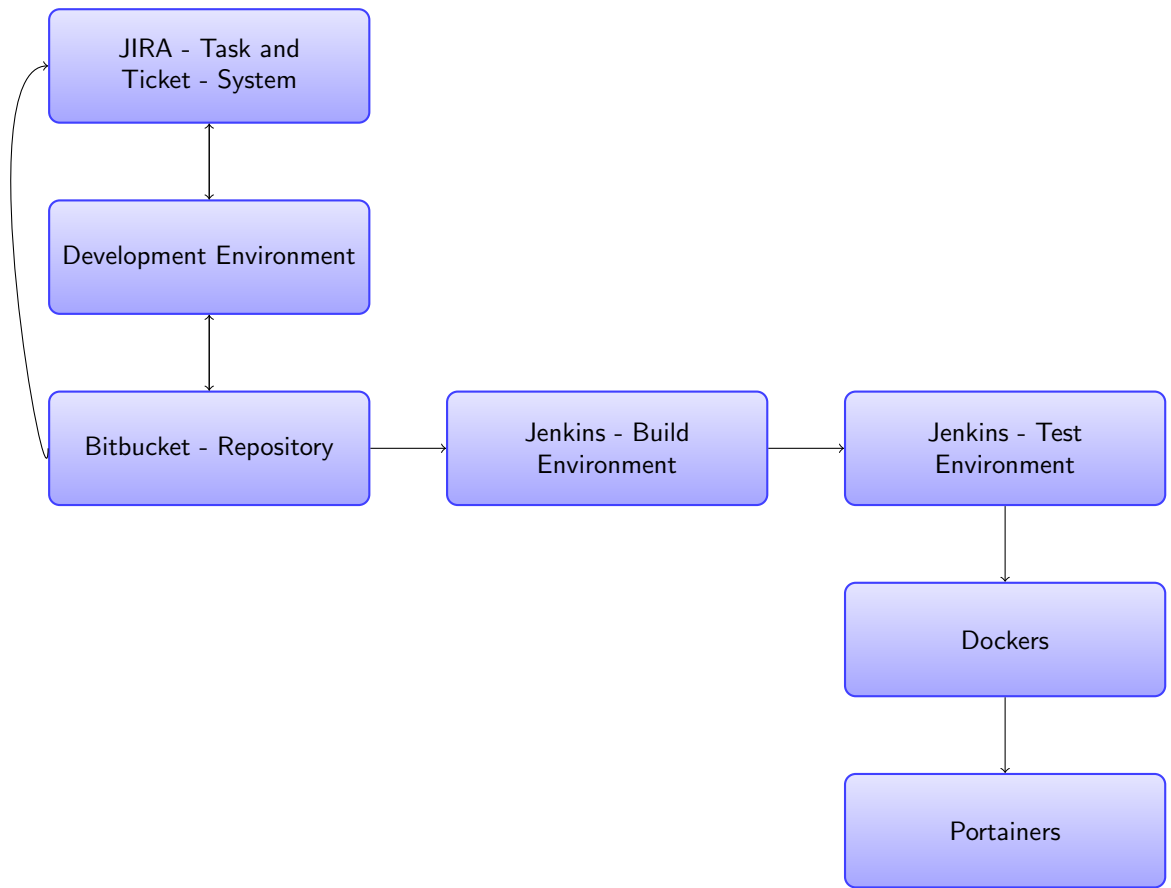 JIRA - Task and
Ticket - System
Development Environment
Bitbucket - Repository
Jenkins - Build
Environment
Jenkins - Test
Environment
Dockers
Portainers